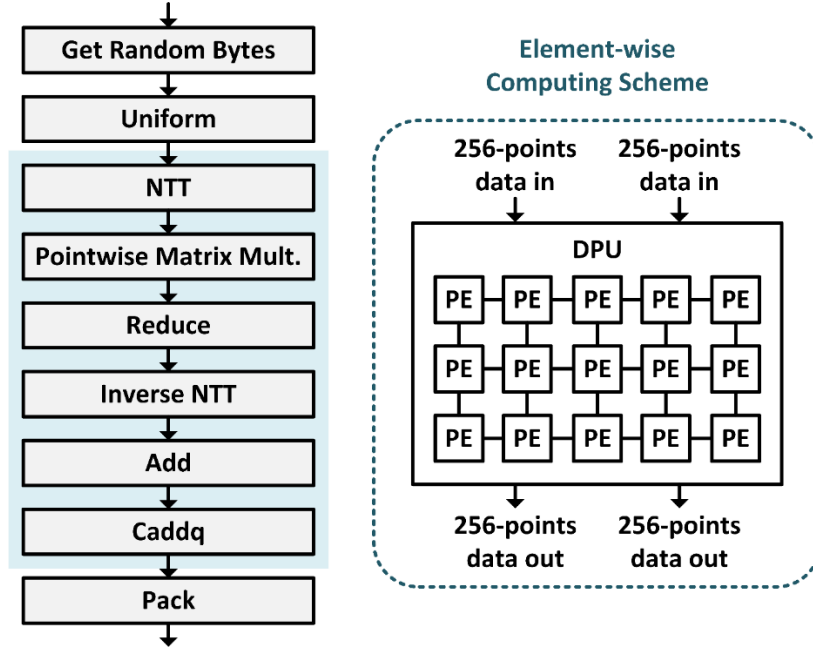 Get Random Bytes
Uniform
NTT
Pointwise Matrix Mult.
Reduce
Inverse NTT
Add
Caddq
Pack
Element-wise
Computing Scheme
256-points 256-points
data in data in
DPU
PE PE PE PE PE
PE PE PE PE PE
PE PE PE PE PE
256-points 256-points
data out data out